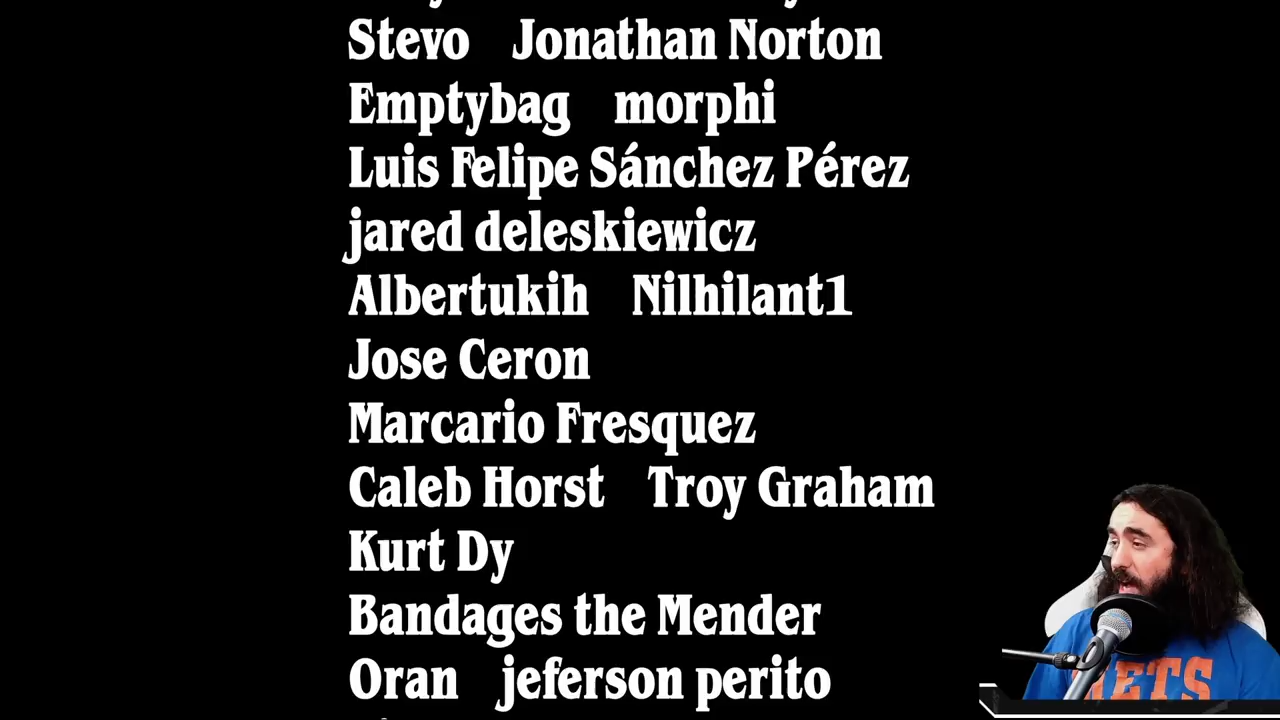 Stevo Jonathan Norton
Emptybag morphi
Luis Felipe Sánchez Pérez
jared deleskiewicz
Albertukih Nilhilant1
Jose Ceron
Marcario Fresquez
Caleb Horst Troy Graham
Kurt Dy
Bandages the Mender
Oran jeferson perito
METS